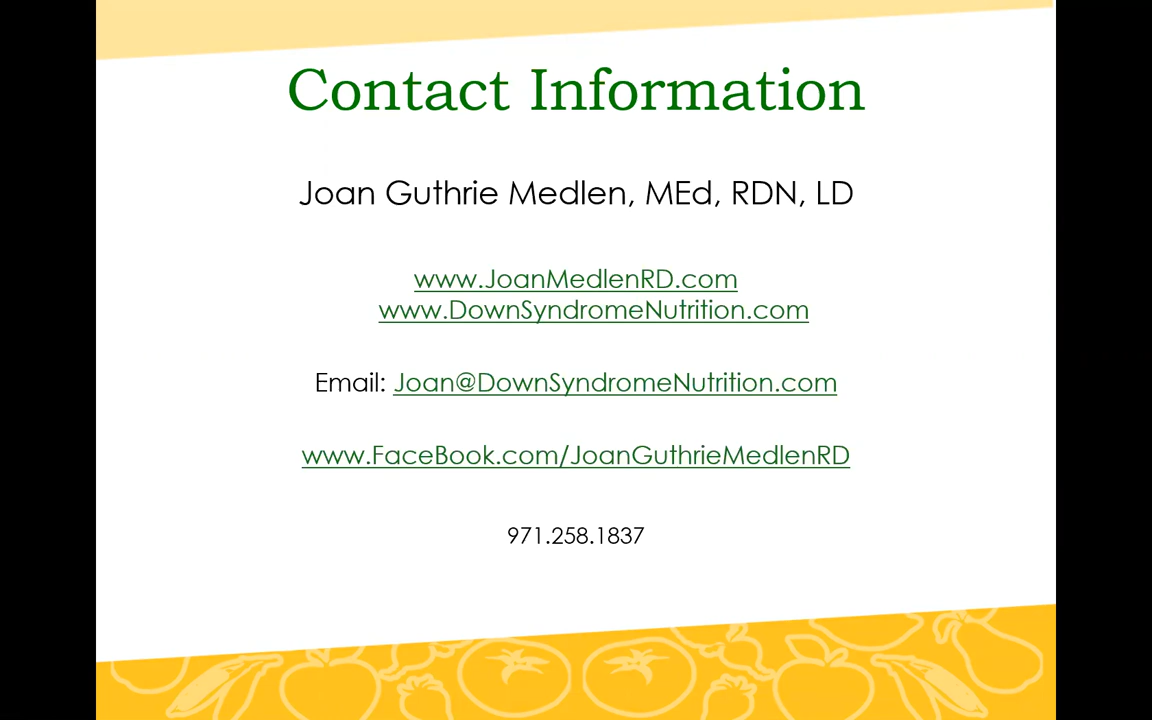 Contact Information
Joan Guthrie Medlen, MEd, RDN, LD
www.JoanMedlenRD.com
www.DownSyndromeNutrition.com
Email: Joan@DownSyndromeNutrition.com
www.FaceBook.com/JoanGuthrieMedlenRD
971.258.1837